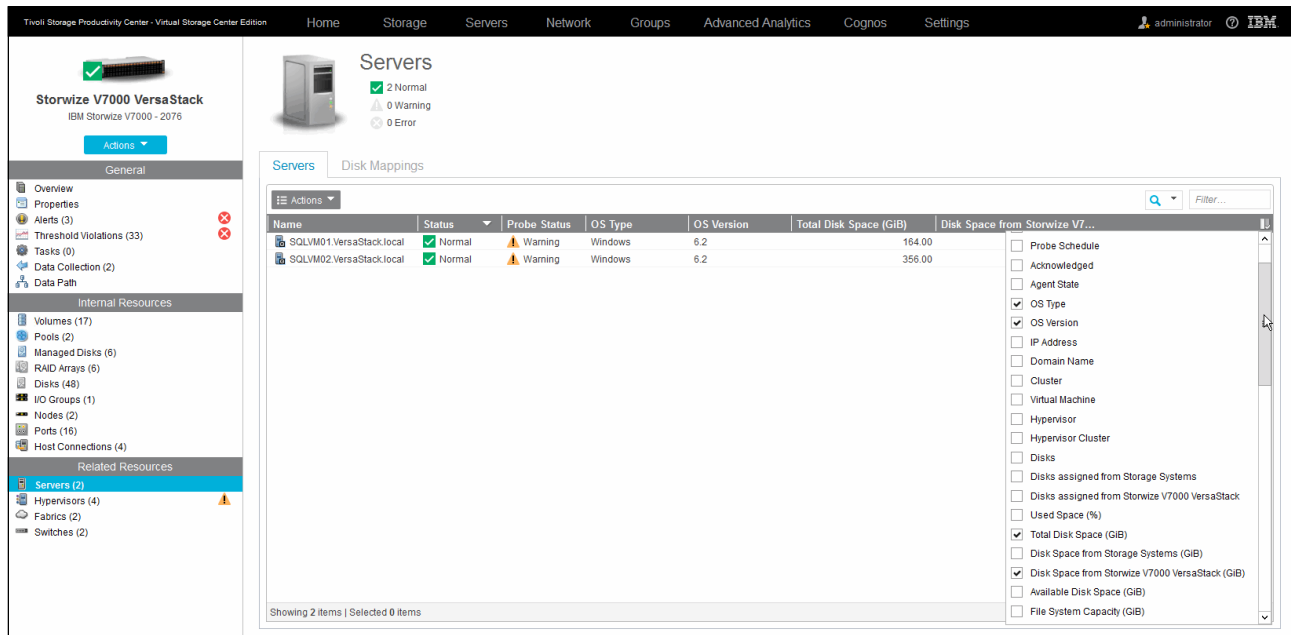 Tivoli Storage Productivity Center - Virtual Storage Center Edition Home Storage Servers Network Groups Advanced Analytics Cognos Settings administrator ? IBM
Storwize V7000 VersaStack
IBM Storwize V7000 - 2076
Actions
General
Overview
Properties
Alerts (3)
Threshold Violations (33)
Tasks (0)
Data Collection (2)
Data Path
Internal Resources
Volumes (17)
Pools (2)
Managed Disks (6)
RAID Arrays (6)
Disks (48)
I/O Groups (1)
Nodes (2)
Ports (16)
Host Connections (4)
Related Resources
Servers (2)
Hypervisors (4)
Fabrics (2)
Switches (2)
Servers
2 Normal
0 Warning
0 Error
Servers Disk Mappings
Actions Filter...
Name Status Probe Status OS Type OS Version Total Disk Space (GiB) Disk Space from Storwize V7...
SQLVM01.VersaStack.local Normal Warning Windows 6.2 164.00
SQLVM02.VersaStack.local Normal Warning Windows 6.2 356.00
Probe Schedule
Acknowledged
Agent State
OS Type
OS Version
IP Address
Domain Name
Cluster
Virtual Machine
Hypervisor
Hypervisor Cluster
Disks
Disks assigned from Storage Systems
Disks assigned from Storwize V7000 VersaStack
Used Space (%)
Total Disk Space (GiB)
Disk Space from Storage Systems (GiB)
Disk Space from Storwize V7000 VersaStack (GiB)
Available Disk Space (GiB)
File System Capacity (GiB)
Showing 2 items | Selected 0 items